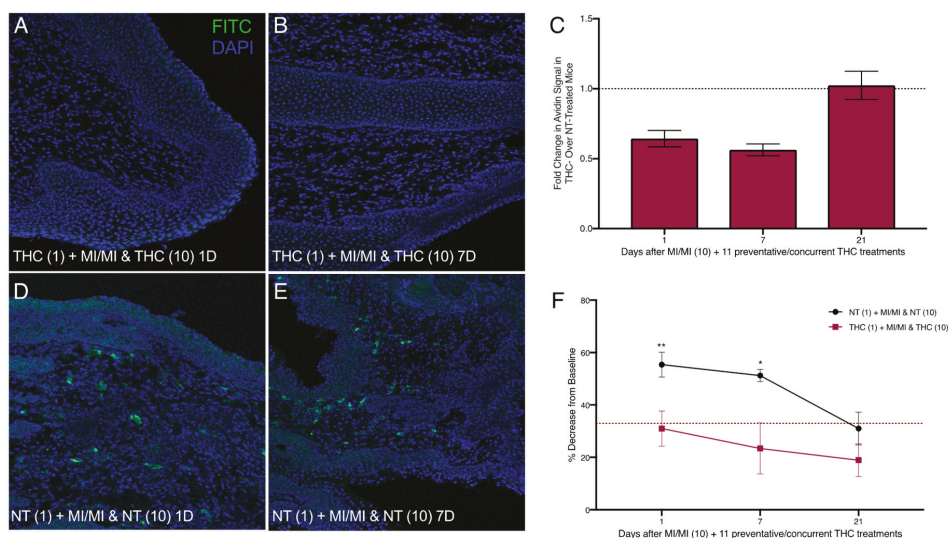 A
FITC
DAPI
THC (1) + MI/MI & THC (10) 1D
B
THC (1) + MI/MI & THC (10) 7D
C
Fold Change in Avidin Signal in
THC- Over NT-Treated Mice
1.5
1.0
0.5
0.0
1
7
21
Days after MI/MI (10) + 11 preventative/concurrent THC treatments
D
NT (1) + MI/MI & NT (10) 1D
E
NT (1) + MI/MI & NT (10) 7D
F
% Decrease from Baseline
80
60
40
20
0
**
*
NT (1) + MI/MI & NT (10)
THC (1) + MI/MI & THC (10)
1
7
21
Days after MI/MI (10) + 11 preventative/concurrent THC treatments